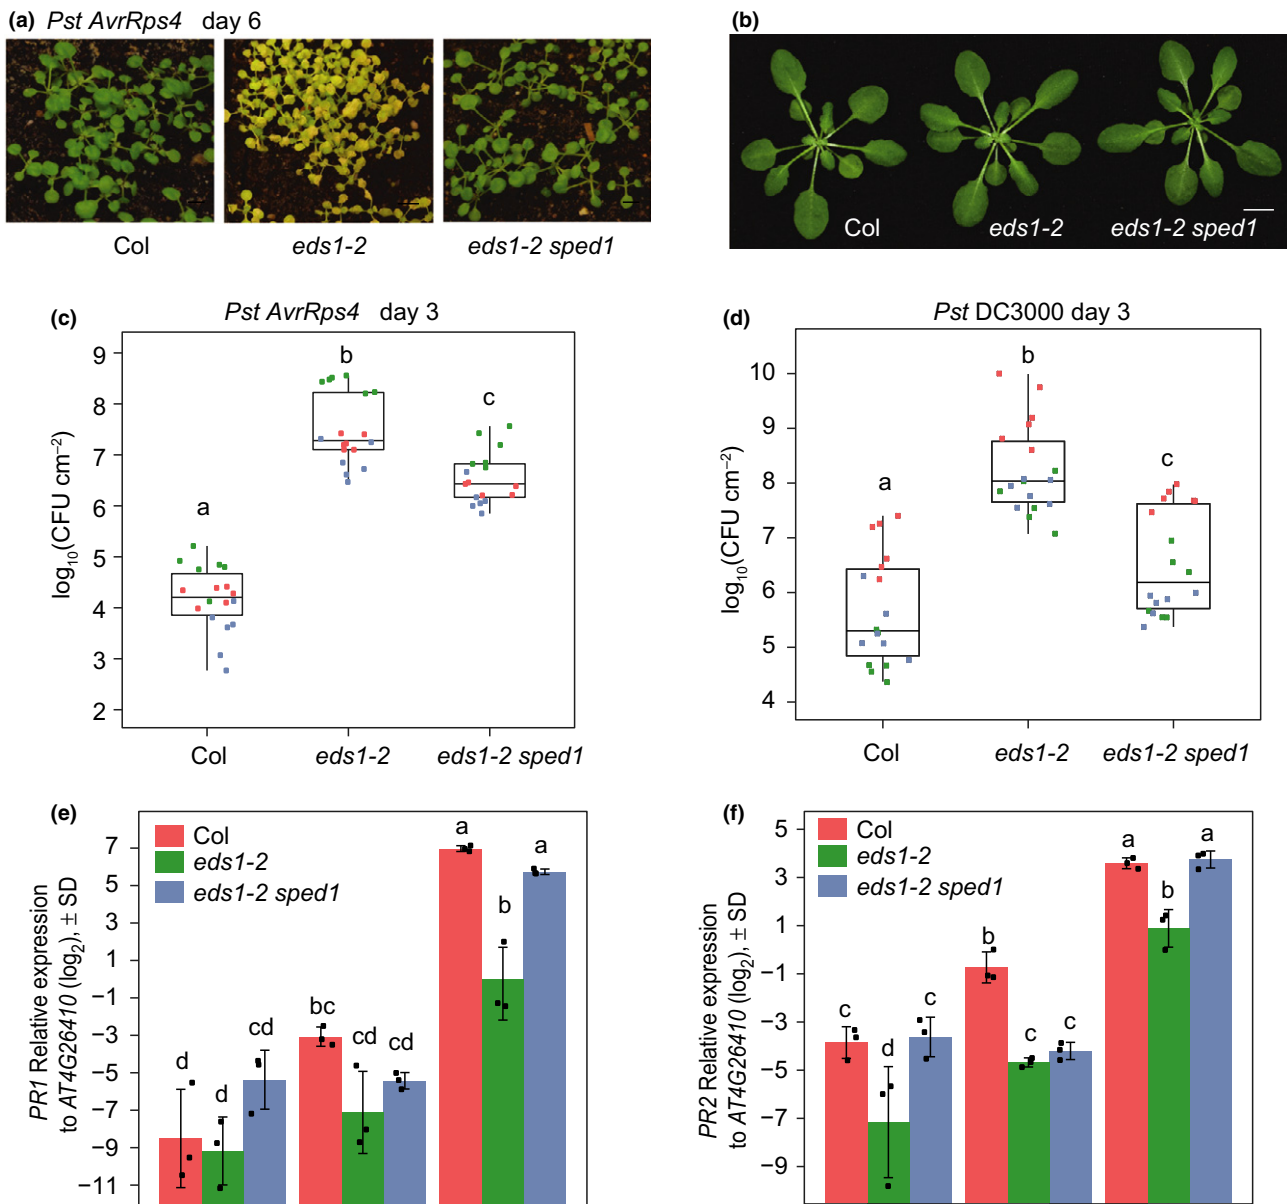 (a) Pst AvrRps4 day 6
Col
eds1-2
eds1-2 sped1
(b)
Col
eds1-2
eds1-2 sped1
(c)
Pst AvrRps4 day 3
log10(CFU cm−2)
9
8
7
6
5
4
3
2
a
b
c
Col
eds1-2
eds1-2 sped1
(d)
Pst DC3000 day 3
log10(CFU cm−2)
10
9
8
7
6
5
4
a
b
c
Col
eds1-2
eds1-2 sped1
(e)
PR1 Relative expression
to AT4G26410 (log2), ± SD
7
5
3
1
−1
−3
−5
−7
−9
−11
Col
eds1-2
eds1-2 sped1
d
d
cd
bc
cd
cd
a
b
a
(f)
PR2 Relative expression
to AT4G26410 (log2), ± SD
5
3
1
−1
−3
−5
−7
−9
Col
eds1-2
eds1-2 sped1
c
d
c
b
c
c
a
b
a